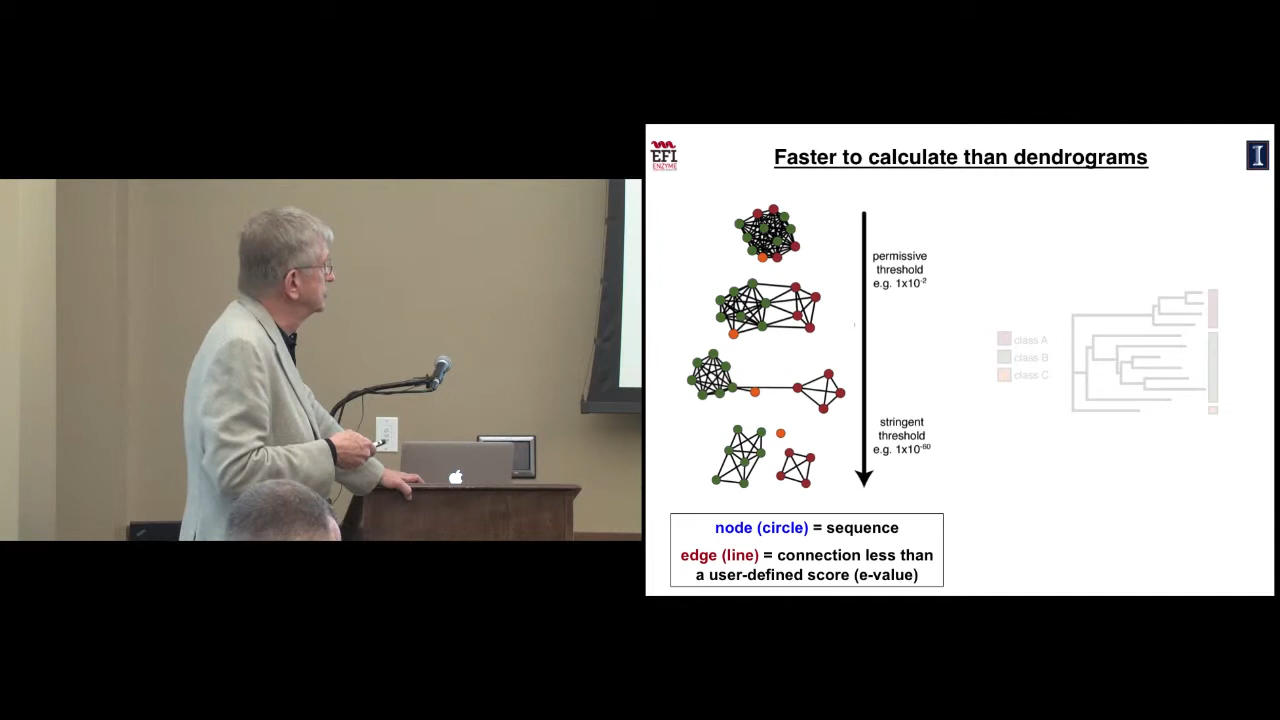 EFI
ENZYME
Faster to calculate than dendrograms
I
permissive
threshold
e.g. 1x10⁻²
class A
class B
class C
stringent
threshold
e.g. 1x10⁻⁶⁰
node (circle) = sequence
edge (line) = connection less than
a user-defined score (e-value)